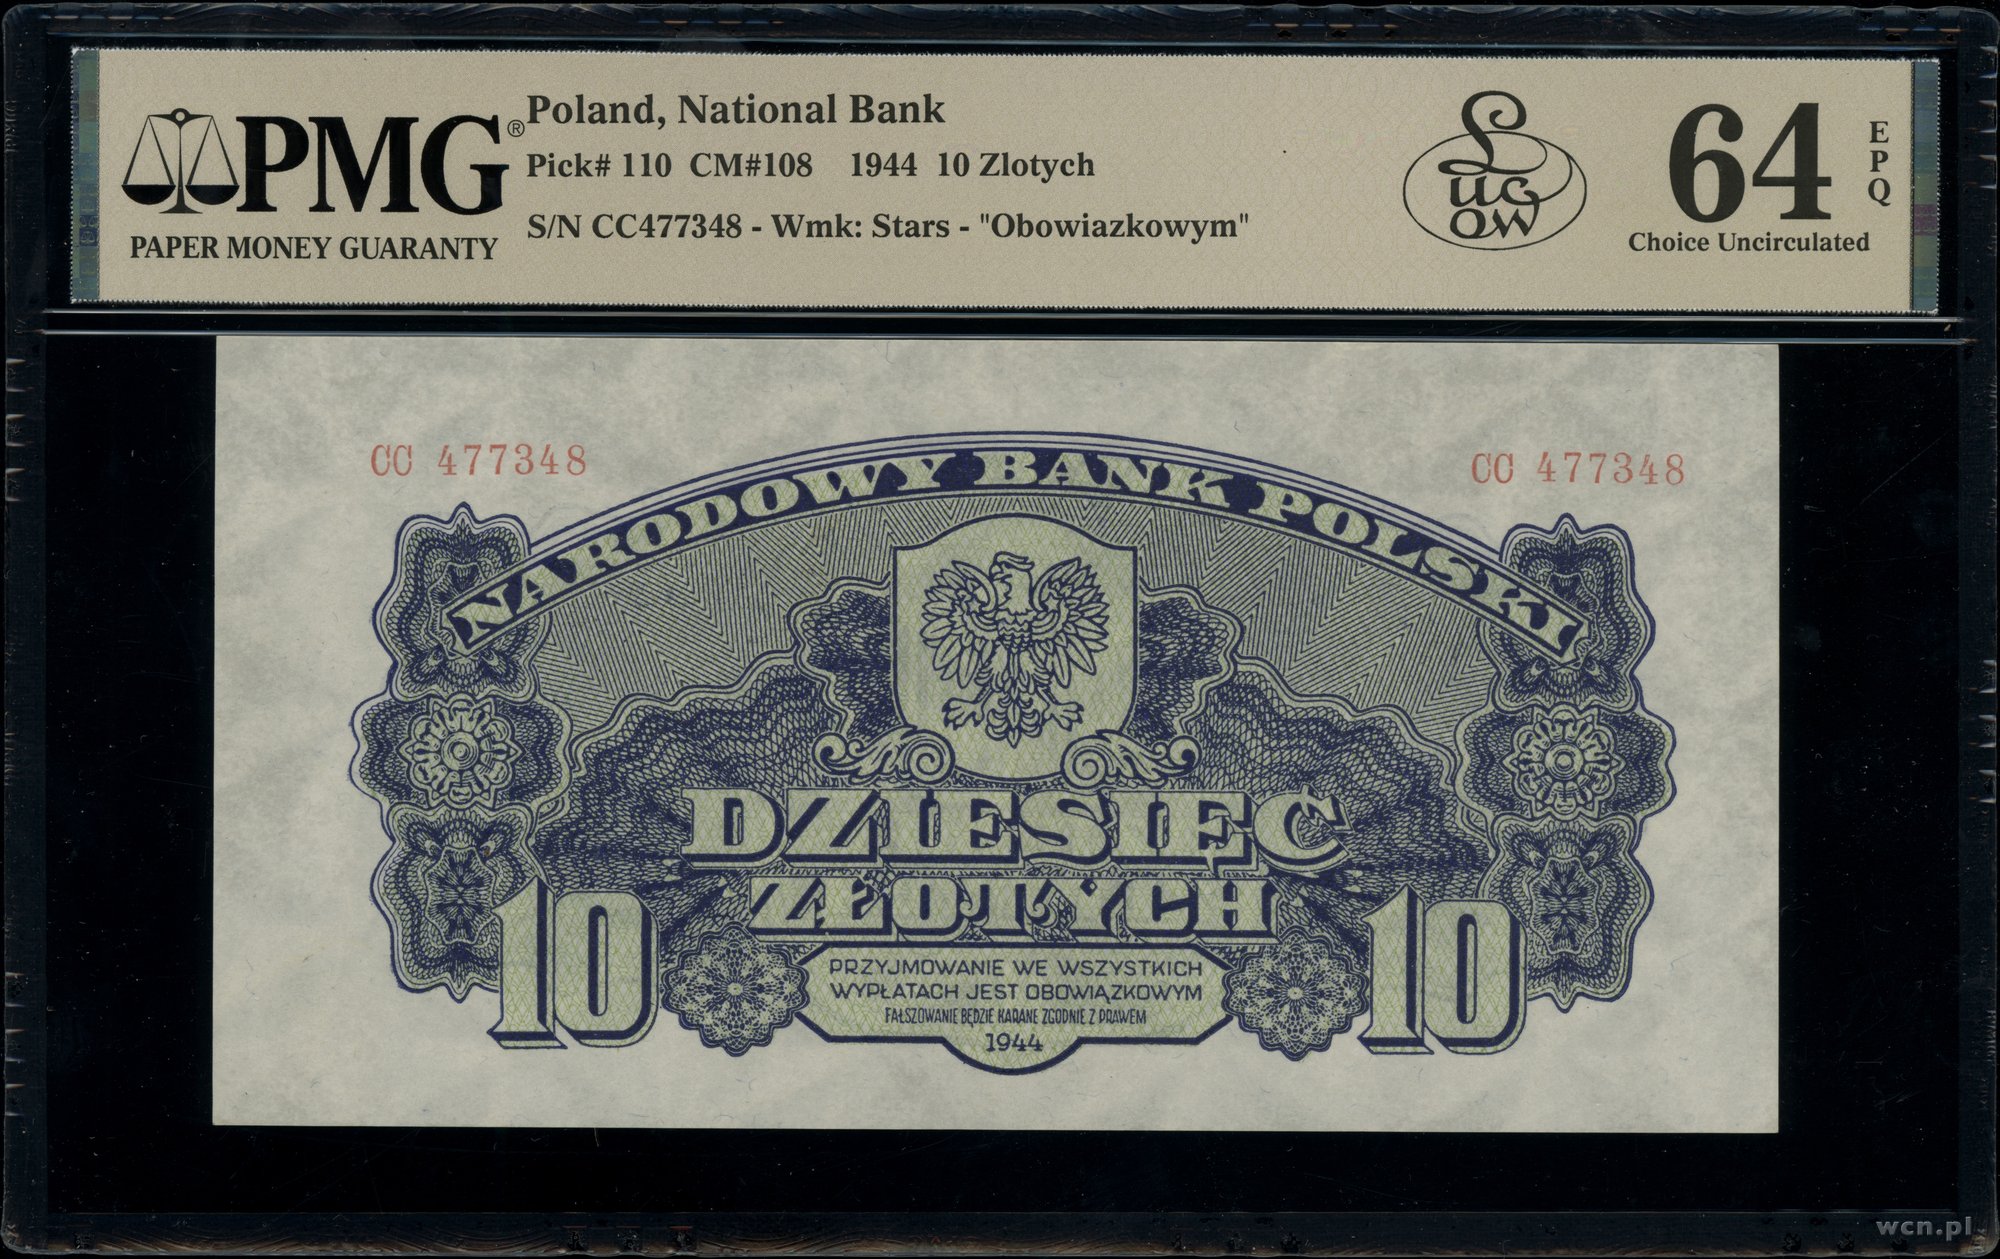 PMG®
PAPER MONEY GUARANTY
Poland, National Bank
Pick# 110 CM#108 1944 10 Zlotych
S/N CC477348 - Wmk: Stars - "Obowiazkowym"
Lugow
64
EPQ
Choice Uncirculated
CC 477348
CC 477348
NARODOWY BANK POLSKI
DZIESIĘĆ
ZŁOTYCH
10
10
PRZYJMOWANIE WE WSZYSTKICH
WYPŁATACH JEST OBOWIĄZKOWYM
FAŁSZOWANIE BĘDZIE KARANE ZGODNIE Z PRAWEM
1944
wcn.pl